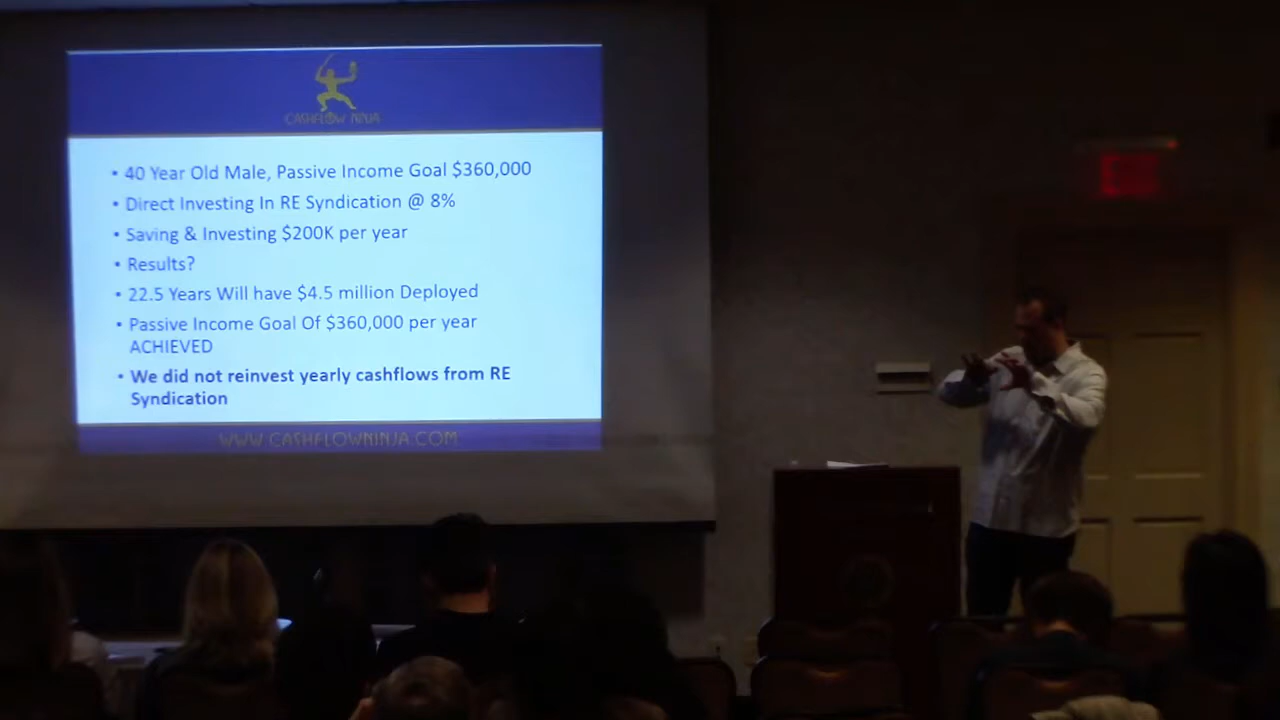 CASHFLOW NINJA
• 40 Year Old Male, Passive Income Goal $360,000
• Direct Investing In RE Syndication @ 8%
• Saving & Investing $200K per year
• Results?
• 22.5 Years Will have $4.5 million Deployed
• Passive Income Goal Of $360,000 per year
ACHIEVED
• We did not reinvest yearly cashflows from RE
Syndication
WWW.CASHFLOWNINJA.COM